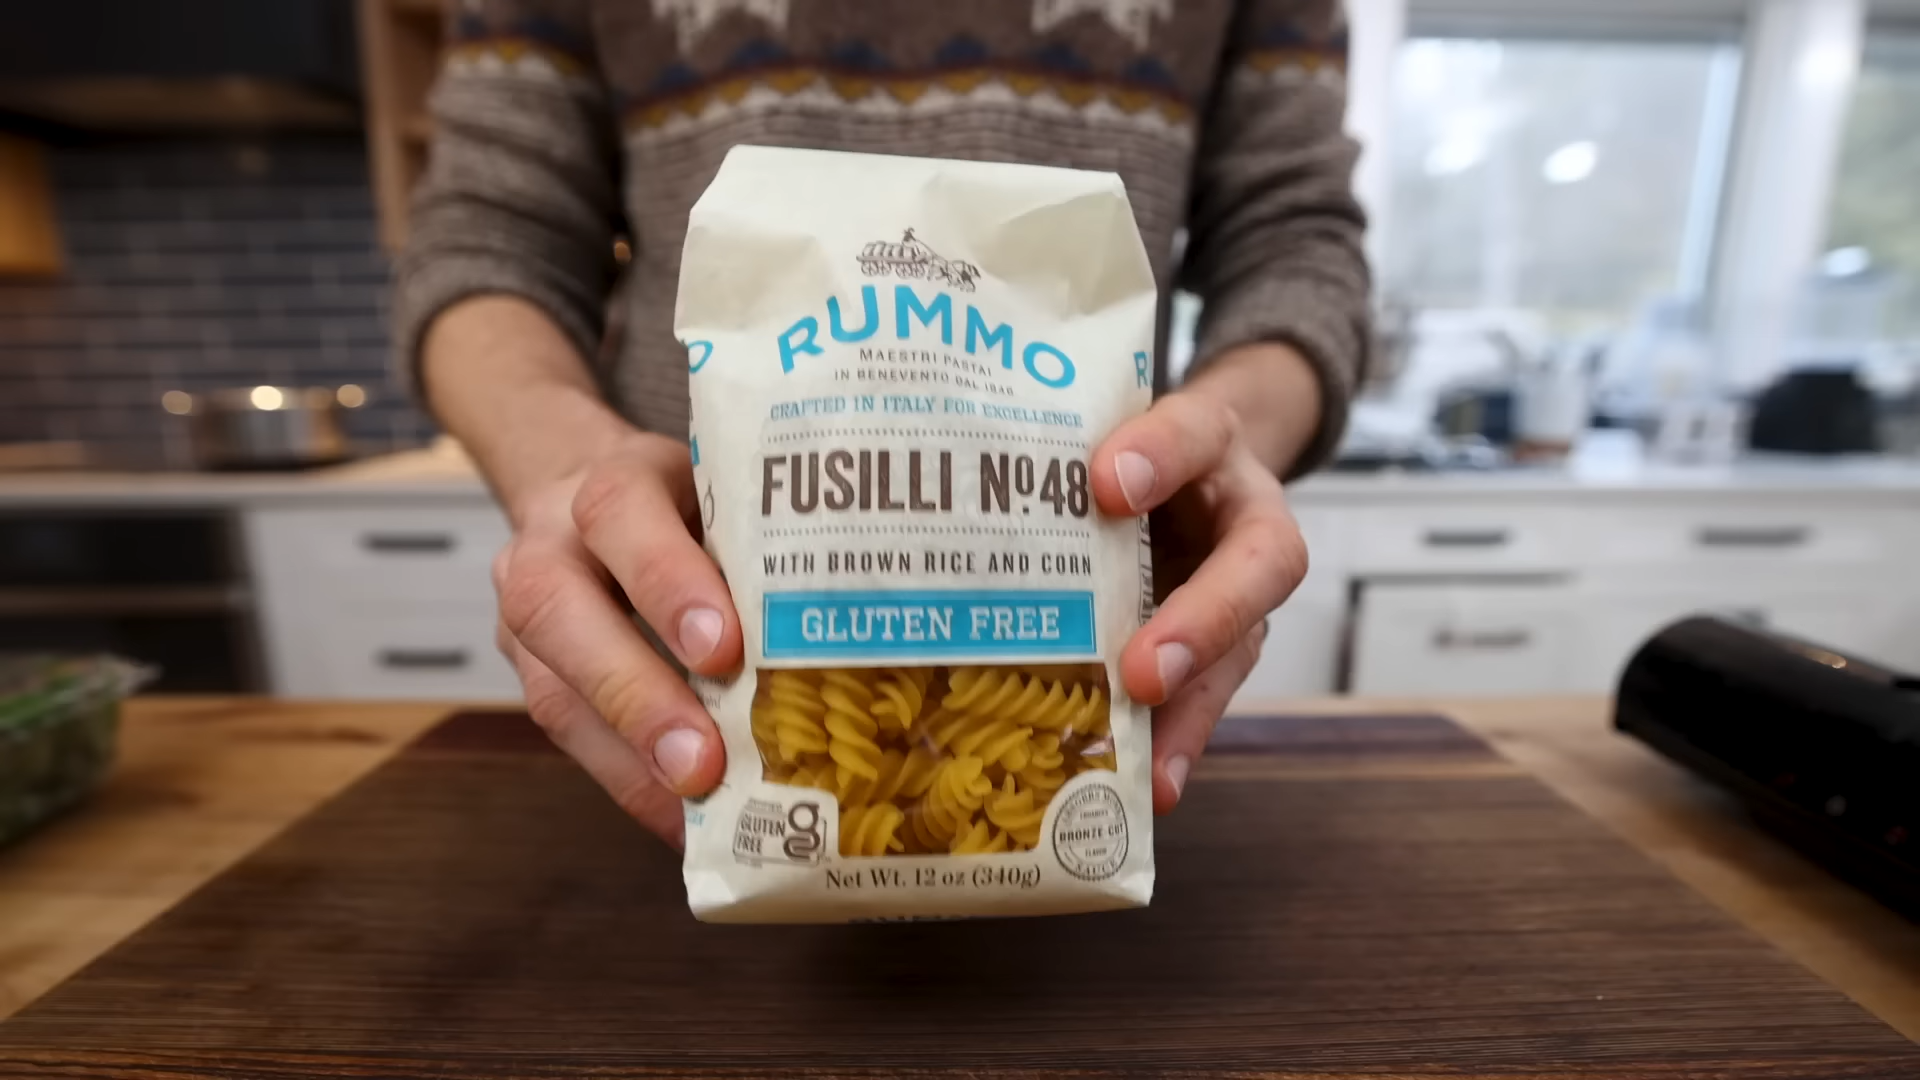 RUMMO
MAESTRI PASTAI
IN BENEVENTO DAL 1846
CRAFTED IN ITALY FOR EXCELLENCE
FUSILLI Nº48
WITH BROWN RICE AND CORN
GLUTEN FREE
GLUTEN
FREE
BRONZE-CUT
SAUCE
Net Wt. 12 oz (340g)